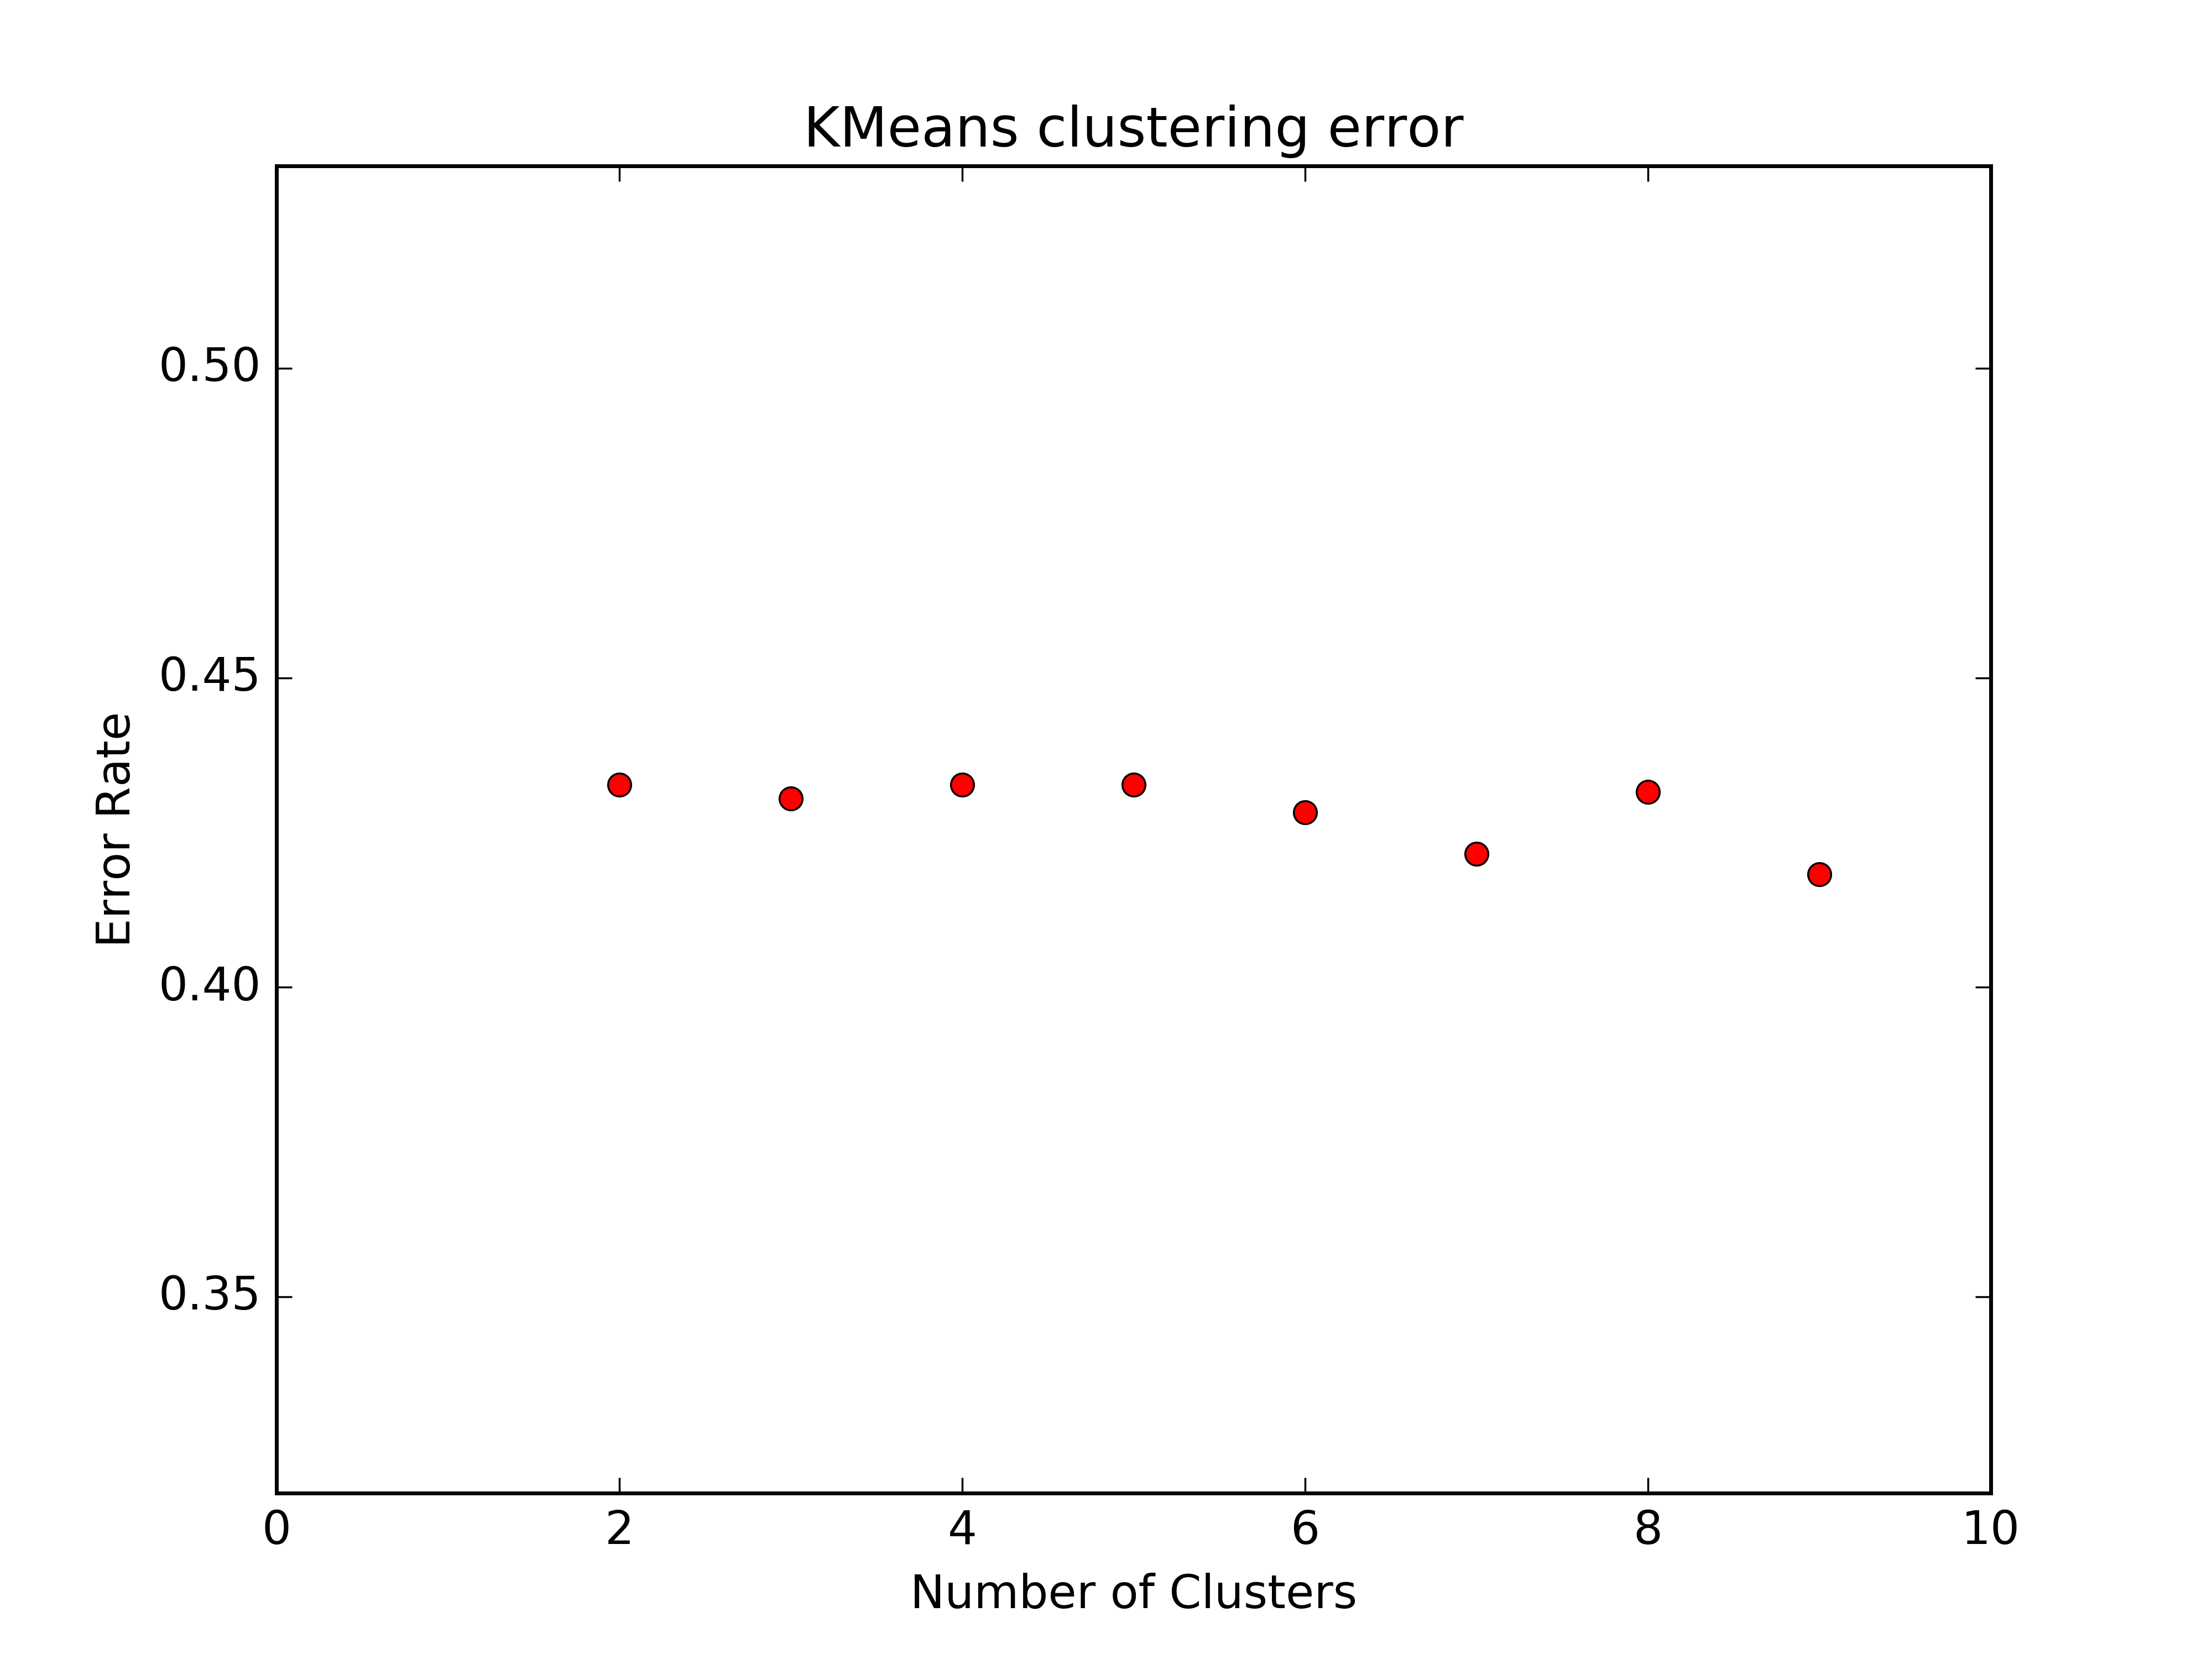 KMeans clustering error
0.50
0.45
0.40
0.35
Error Rate
0 2 4 6 8 10
Number of Clusters